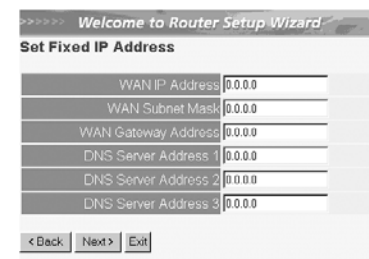 >>>>> Welcome to Router Setup Wizard
Set Fixed IP Address
WAN IP Address 0.0.0.0
WAN Subnet Mask 0.0.0.0
WAN Gateway Address 0.0.0.0
DNS Server Address 1 0.0.0.0
DNS Server Address 2 0.0.0.0
DNS Server Address 3 0.0.0.0
< Back Next > Exit